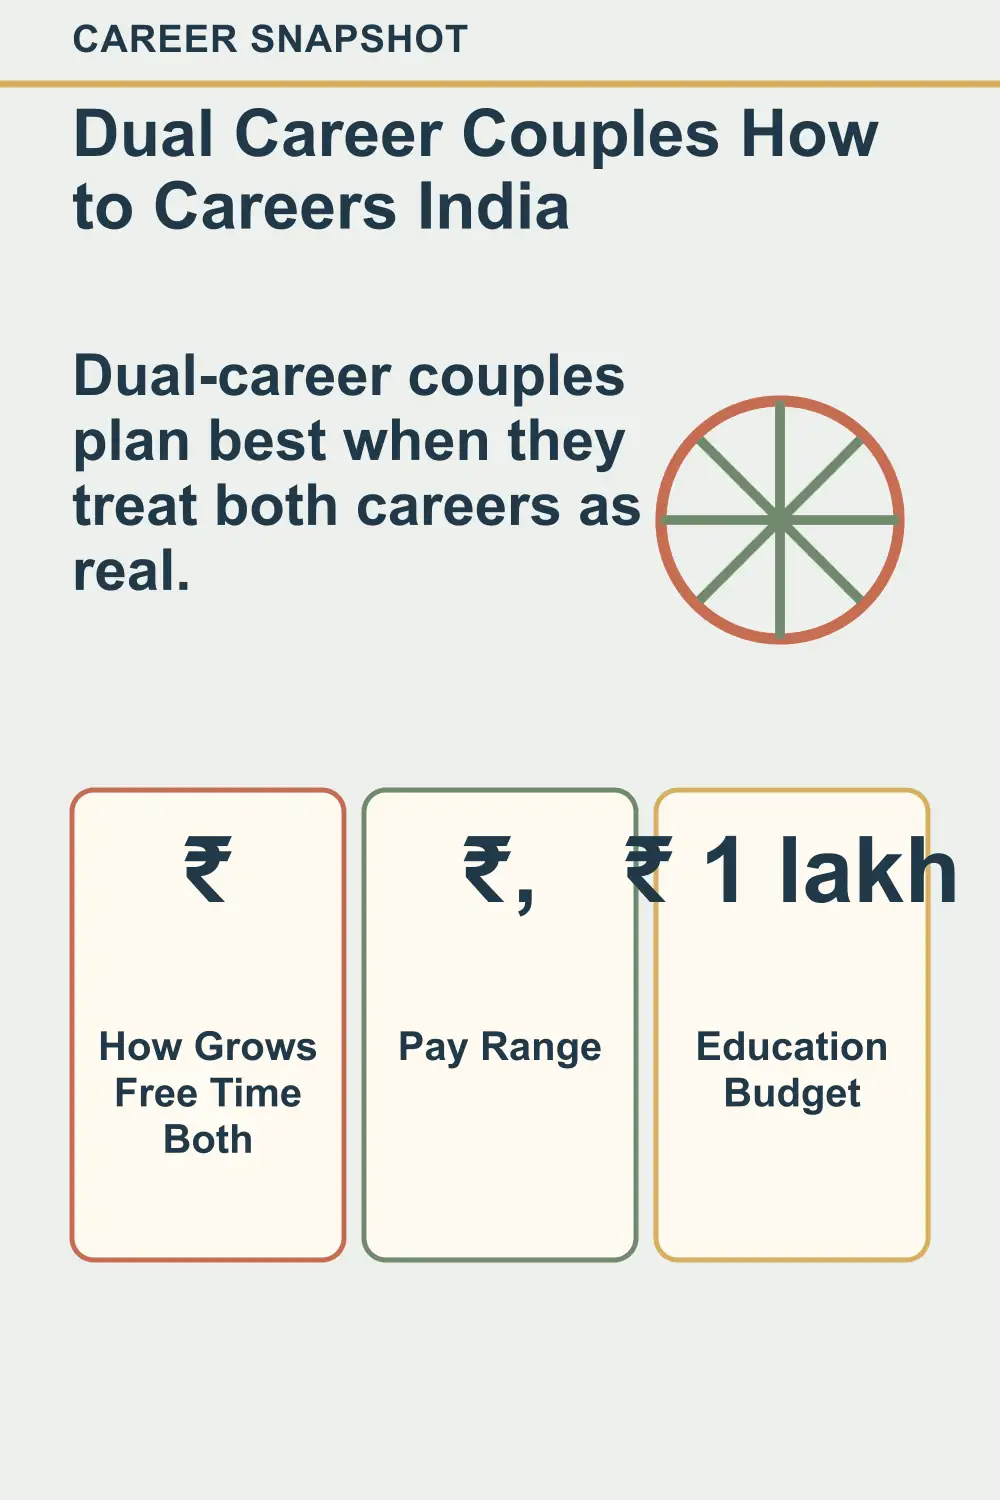 CAREER SNAPSHOT
Dual Career Couples How
to Careers India
Dual-career couples
plan best when they
treat both careers as
real.
₹
How Grows
Free Time
Both
₹,
Pay Range
₹ 1 lakh
Education
Budget